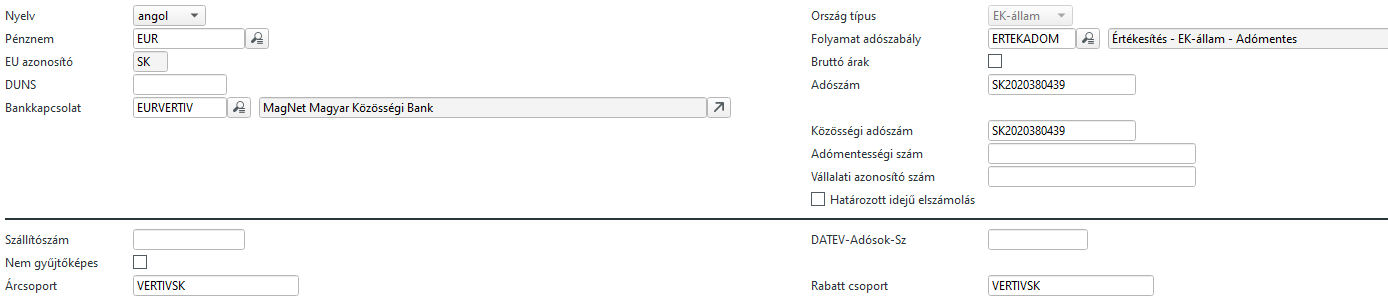 Nyelv angol Ország típus EK-állam
Pénznem EUR Folyamat adószabály ERTEKADOM Értékesítés - EK-állam - Adómentes
EU azonosító SK Bruttó árak
DUNS Adószám SK2020380439
Bankkapcsolat EURVERTIV MagNet Magyar Közösségi Bank
Közösségi adószám SK2020380439
Adómentességi szám
Vállalati azonosító szám
Határozott idejű elszámolás
Szállítószám DATEV-Adósok-Sz
Nem gyűjtőképes
Árcsoport VERTIVSK Rabatt csoport VERTIVSK